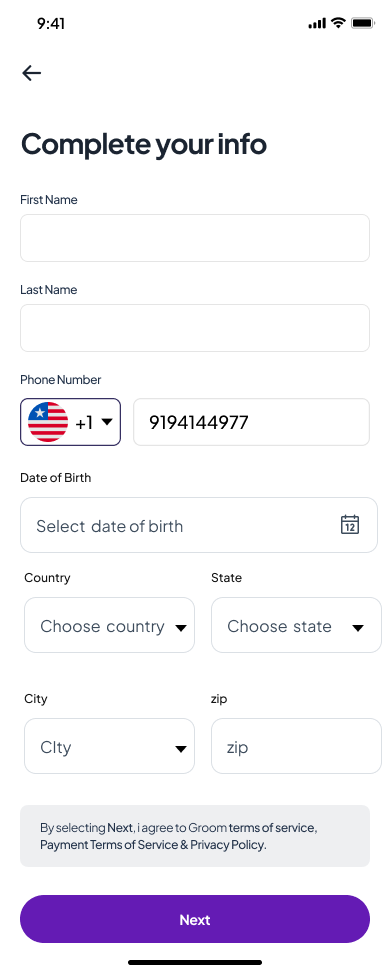 9:41
Complete your info
First Name
Last Name
Phone Number
+1
9194144977
Date of Birth
Select date of birth
12
Country
State
Choose country
Choose state
City
zip
CIty
zip
By selecting Next, i agree to Groom terms of service,
Payment Terms of Service & Privacy Policy.
Next